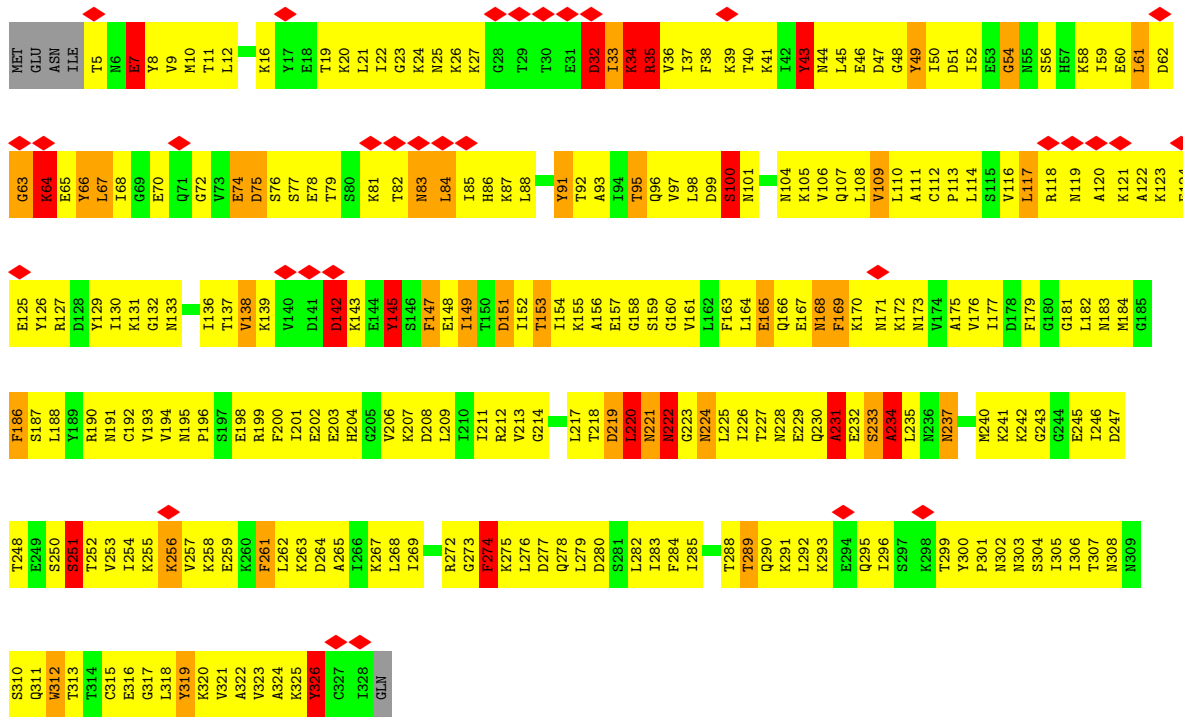 MET GLU ASN ILE T5 N6 E7 Y8 V9 M10 T11 L12 K16 Y17 E18 T19 K20 L21 I22 G23 K24 N25 K26 K27 G28 T29 T30 E31 D32 I33 K34 R35 V36 I37 F38 K39 T40 K41 I42 Y43 N44 L45 E46 D47 G48 Y49 I50 D51 I52 E53 G54 N55 S56 H57 K58 I59 E60 L61 D62
G63 K64 E65 Y66 L67 I68 G69 E70 Q71 G72 V73 E74 D75 S76 S77 E78 T79 S80 K81 T82 N83 L84 I85 H86 K87 L88 Y91 T92 A93 I94 T95 Q96 V97 L98 D99 S100 N101 N104 K105 V106 Q107 L108 V109 L110 A111 C112 P113 L114 S115 V116 L117 R118 N119 A120 K121 A122 K123
E125 Y126 R127 D128 Y129 I130 K131 G132 N133 I136 T137 V138 K139 V140 D141 D142 K143 E144 Y145 S146 F147 E148 I149 T150 D151 I152 T153 I154 K155 A156 E157 G158 S159 G160 V161 L162 F163 L164 E165 Q166 E167 N168 F169 K170 N171 K172 N173 V174 A175 V176 I177 D178 F179 G180 G181 L182 N183 M184 G185
F186 S187 L188 Y189 R190 N191 C192 V193 V194 N195 P196 S197 E198 R199 F200 I201 E202 E203 H204 G205 V206 K207 D208 L209 I210 I211 R212 V213 G214 L217 T218 D219 L220 N221 N222 G223 N224 L225 I226 T227 N228 E229 Q230 A231 E232 S233 A234 L235 N236 N237 M240 K241 K242 G243 G244 E245 I246 D247
T248 E249 S250 S251 T252 V253 I254 K255 K256 V257 K258 E259 K260 F261 L262 K263 D264 A265 I266 K267 L268 I269 R272 G273 F274 K275 L276 D277 Q278 L279 D280 S281 L282 I283 F284 I285 T288 T289 Q290 K291 L292 K293 E294 Q295 I296 S297 K298 T299 Y300 P301 N302 N303 S304 I305 I306 T307 N308 N309
S310 Q311 W312 T313 T314 C315 E316 G317 L318 Y319 K320 V321 A322 V323 A324 K325 Y326 C327 I328 GLN